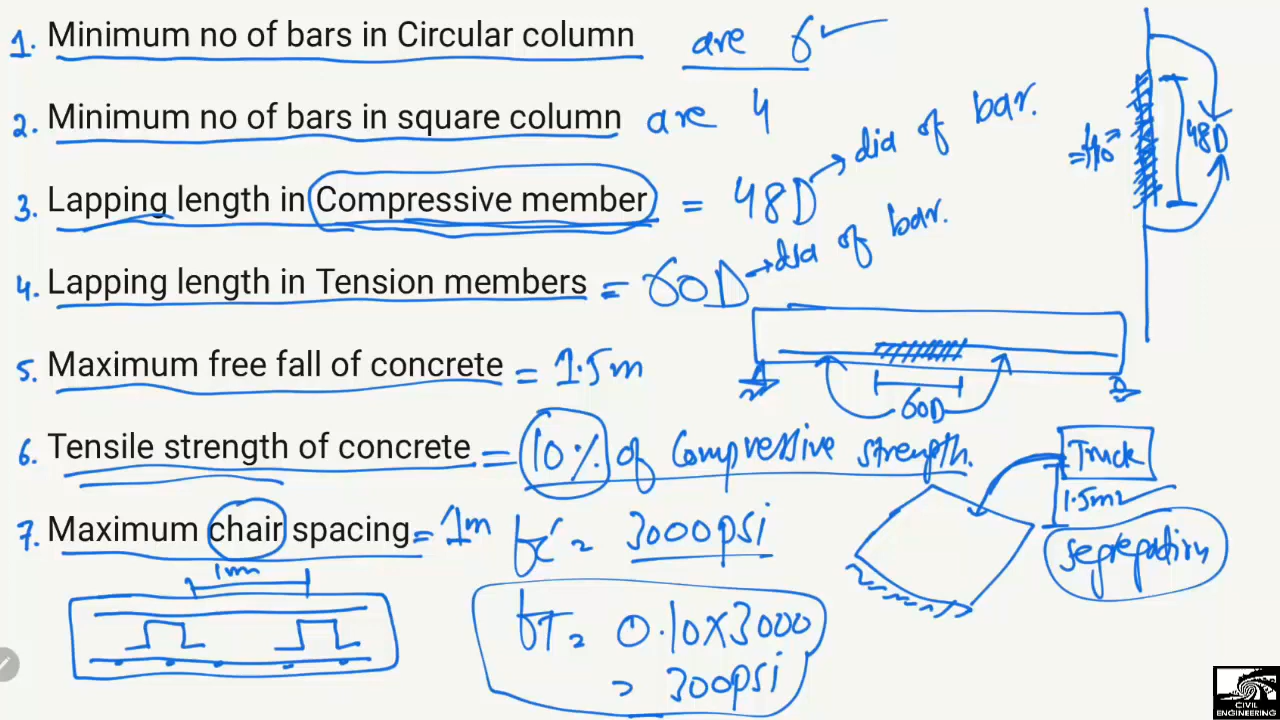 1. Minimum no of bars in Circular column are 6
2. Minimum no of bars in square column are 4
3. Lapping length in Compressive member = 48D → dia of bar.
4. Lapping length in Tension members = 60D → dia of bar.
48D
5. Maximum free fall of concrete = 1.5m
60D
6. Tensile strength of concrete = 10% of Compressive strength.
Truck
1.5m
segregation
7. Maximum chair spacing = 1m
1m
fc' = 3000psi
fT = 0.10x3000
= 300psi
CIVIL
ENGINEERING